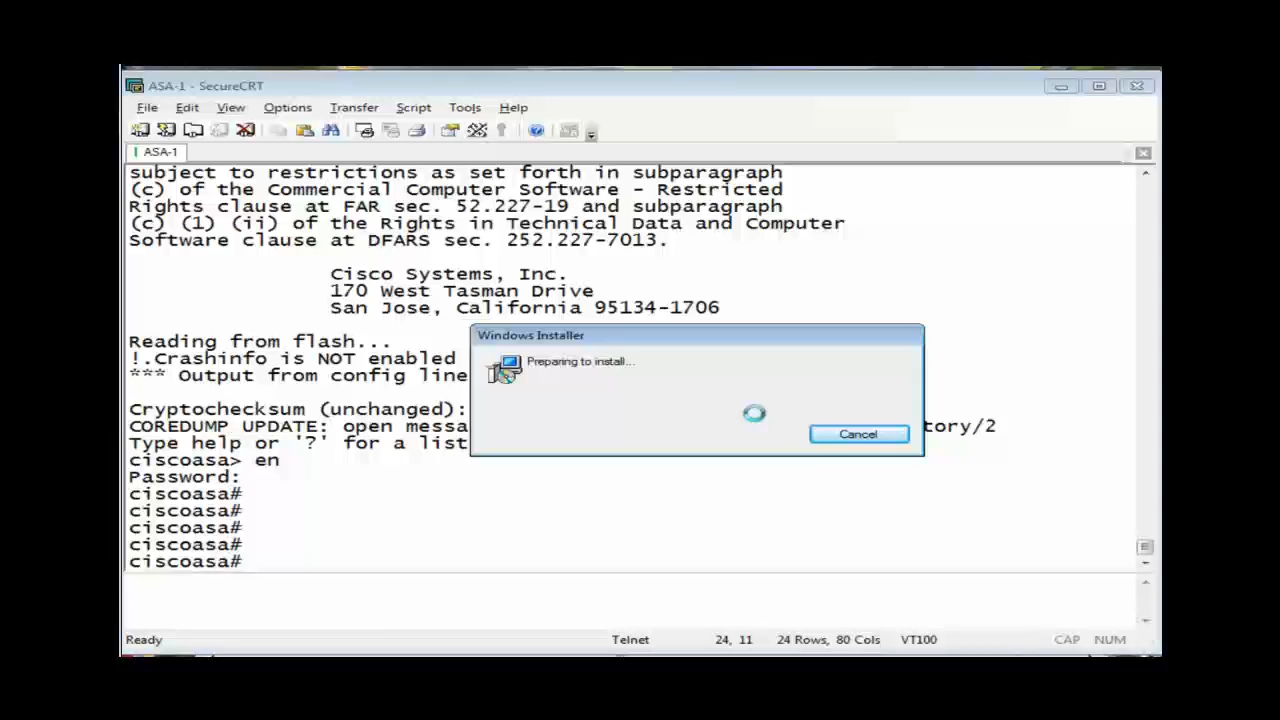 ASA-1 - SecureCRT
File Edit View Options Transfer Script Tools Help
ASA-1
subject to restrictions as set forth in subparagraph
(c) of the Commercial Computer Software - Restricted
Rights clause at FAR sec. 52.227-19 and subparagraph
(c) (1) (ii) of the Rights in Technical Data and Computer
Software clause at DFARS sec. 252.227-7013.
Cisco Systems, Inc.
170 West Tasman Drive
San Jose, California 95134-1706
Reading from flash...
!.Crashinfo is NOT enabled
*** Output from config line
Cryptochecksum (unchanged):
COREDUMP UPDATE: open messa tory/2
Type help or '?' for a list
ciscoasa> en
Password:
ciscoasa#
ciscoasa#
ciscoasa#
ciscoasa#
ciscoasa#
Windows Installer
Preparing to install...
Cancel
Ready Telnet 24, 11 24 Rows, 80 Cols VT100 CAP NUM